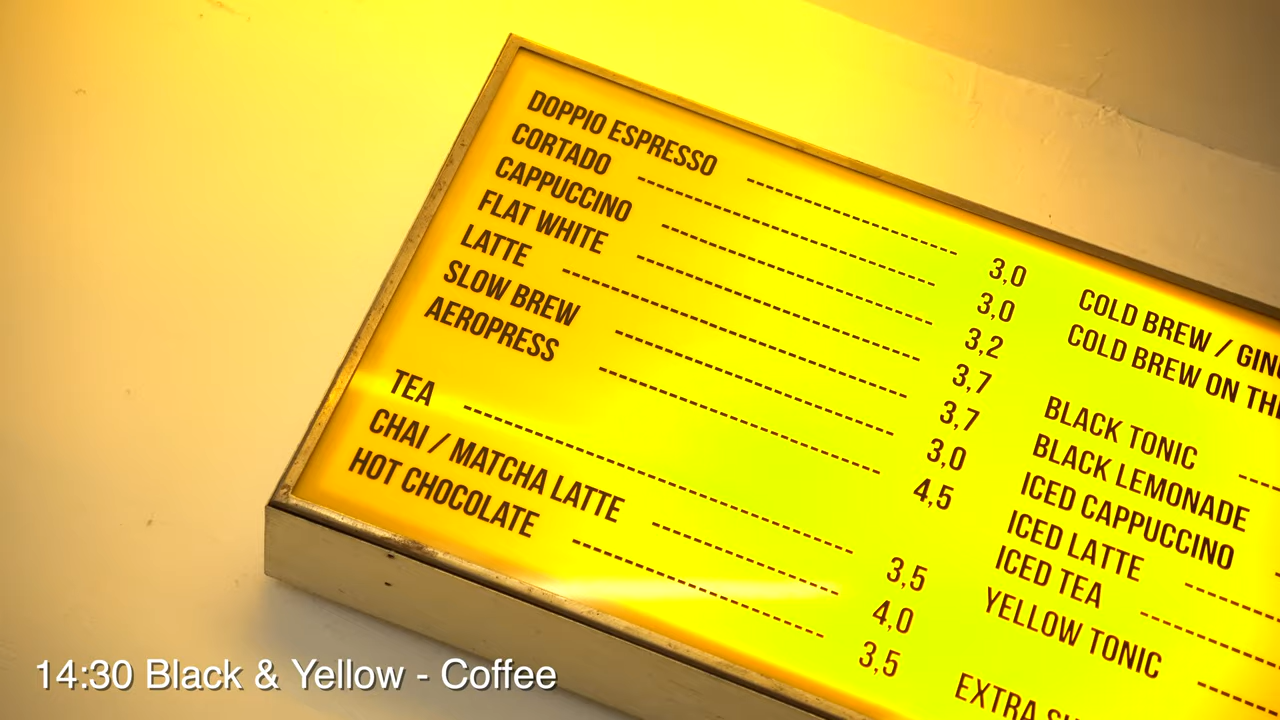 DOPPIO ESPRESSO 3,0
CORTADO 3,0
CAPPUCCINO 3,2
FLAT WHITE 3,7
LATTE 3,7
SLOW BREW 3,0
AEROPRESS 4,5
TEA 3,5
CHAI / MATCHA LATTE 4,0
HOT CHOCOLATE 3,5
COLD BREW /
COLD BREW ON
BLACK TONIC
BLACK LEMONADE
ICED CAPPUCCINO
ICED LATTE
ICED TEA
YELLOW TONIC
EXTRA
14:30 Black & Yellow - Coffee